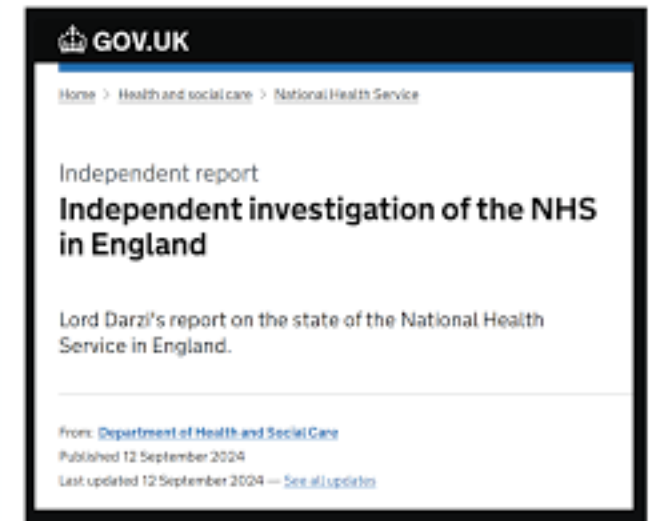 GOV.UK
Home > Health and social care > National Health Service
Independent report
Independent investigation of the NHS
in England
Lord Darzi's report on the state of the National Health
Service in England.
From: Department of Health and Social Care
Published 12 September 2024
Last updated 12 September 2024 — See all updates